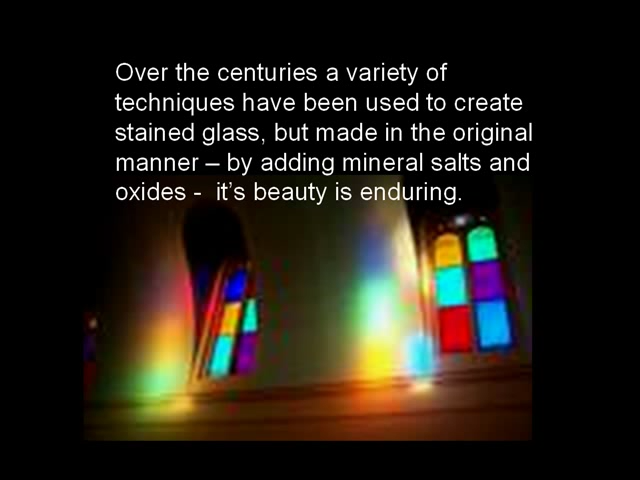 Over the centuries a variety of
techniques have been used to create
stained glass, but made in the original
manner – by adding mineral salts and
oxides -  it’s beauty is enduring.